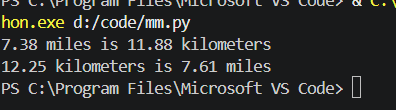 PS C:\Program Files\Microsoft VS Code> & C:\
hon.exe d:/code/mm.py
7.38 miles is 11.88 kilometers
12.25 kilometers is 7.61 miles
PS C:\Program Files\Microsoft VS Code>